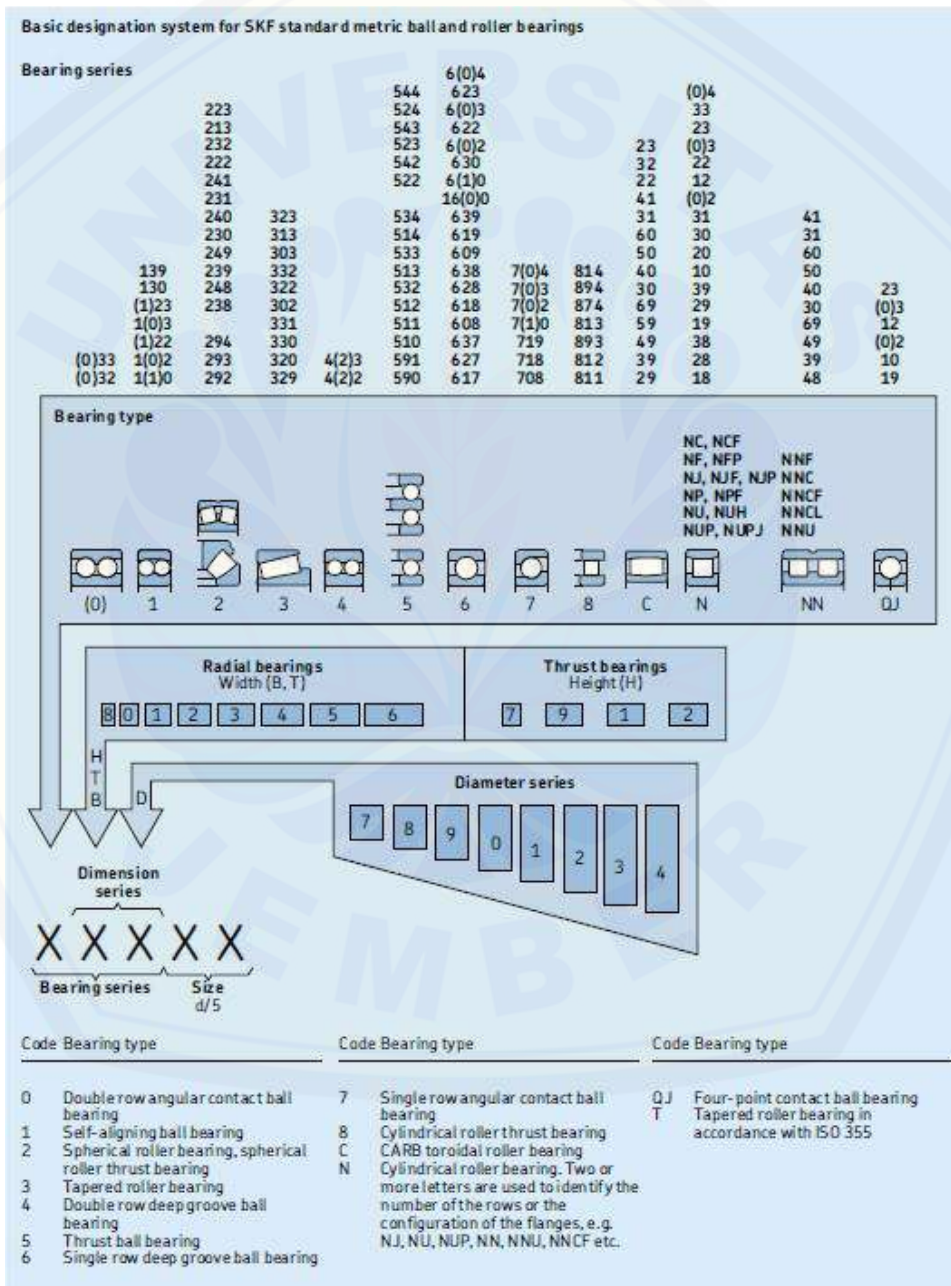 Basic designation system for SKF standard metric ball and roller bearings
Bearing series
6(0)4
544 623 (0)4
223 524 6(0)3 33
213 543 622 23
232 523 6(0)2 23 (0)3
222 542 630 32 22
241 522 6(1)0 22 12
231 16(0)0 41 (0)2
240 323 534 639 31 31 41
230 313 514 619 60 30 31
249 303 533 609 50 20 60
139 239 332 513 638 7(0)4 814 40 10 50
130 248 322 532 628 7(0)3 894 30 39 40 23
(1)23 238 302 512 618 7(0)2 874 69 29 30 (0)3
1(0)3 331 511 608 7(1)0 813 59 19 69 12
(1)22 294 330 510 637 719 893 49 38 49 (0)2
(0)33 1(0)2 293 320 4(2)3 591 627 718 812 39 28 39 10
(0)32 1(1)0 292 329 4(2)2 590 617 708 811 29 18 48 19
Bearing type
NC, NCF
NF, NFP NNF
NJ, NJF, NJP NNC
NP, NPF NNCF
NU, NUH NNCL
NUP, NUPJ NNU
(0) 1 2 3 4 5 6 7 8 C N NN QJ
Radial bearings
Width (B, T)
8 0 1 2 3 4 5 6
Thrust bearings
Height (H)
7 9 1 2
H
T
B
D
Diameter series
7 8 9 0 1 2 3 4
Dimension
series
X X X X X
Bearing series
Size
d/5
Code Bearing type
0 Double row angular contact ball
bearing
1 Self-aligning ball bearing
2 Spherical roller bearing, spherical
roller thrust bearing
3 Tapered roller bearing
4 Double row deep groove ball
bearing
5 Thrust ball bearing
6 Single row deep groove ball bearing
Code Bearing type
7 Single row angular contact ball
bearing
8 Cylindrical roller thrust bearing
C CARB toroidal roller bearing
N Cylindrical roller bearing. Two or
more letters are used to identify the
number of the rows or the
configuration of the flanges, e.g.
NJ, NU, NUP, NN, NNU, NNCF etc.
Code Bearing type
QJ Four-point contact ball bearing
T Tapered roller bearing in
accordance with ISO 355
UNIVERSITAS
JEMBER